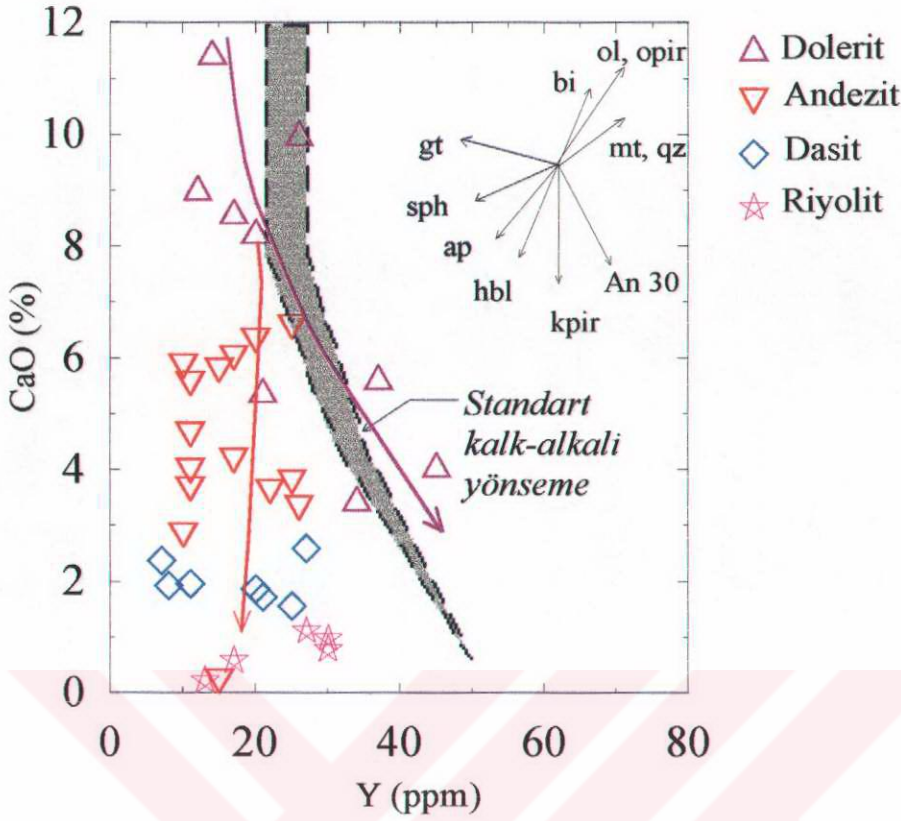 12
10
8
6
4
2
0
CaO (%)
0 20 40 60 80
Y (ppm)
ol, opir
bi
mt, qz
gt
sph
ap
hbl
kpir
An 30
Standart
kalk-alkali
yönseme
Dolerit
Andezit
Dasit
Riyolit